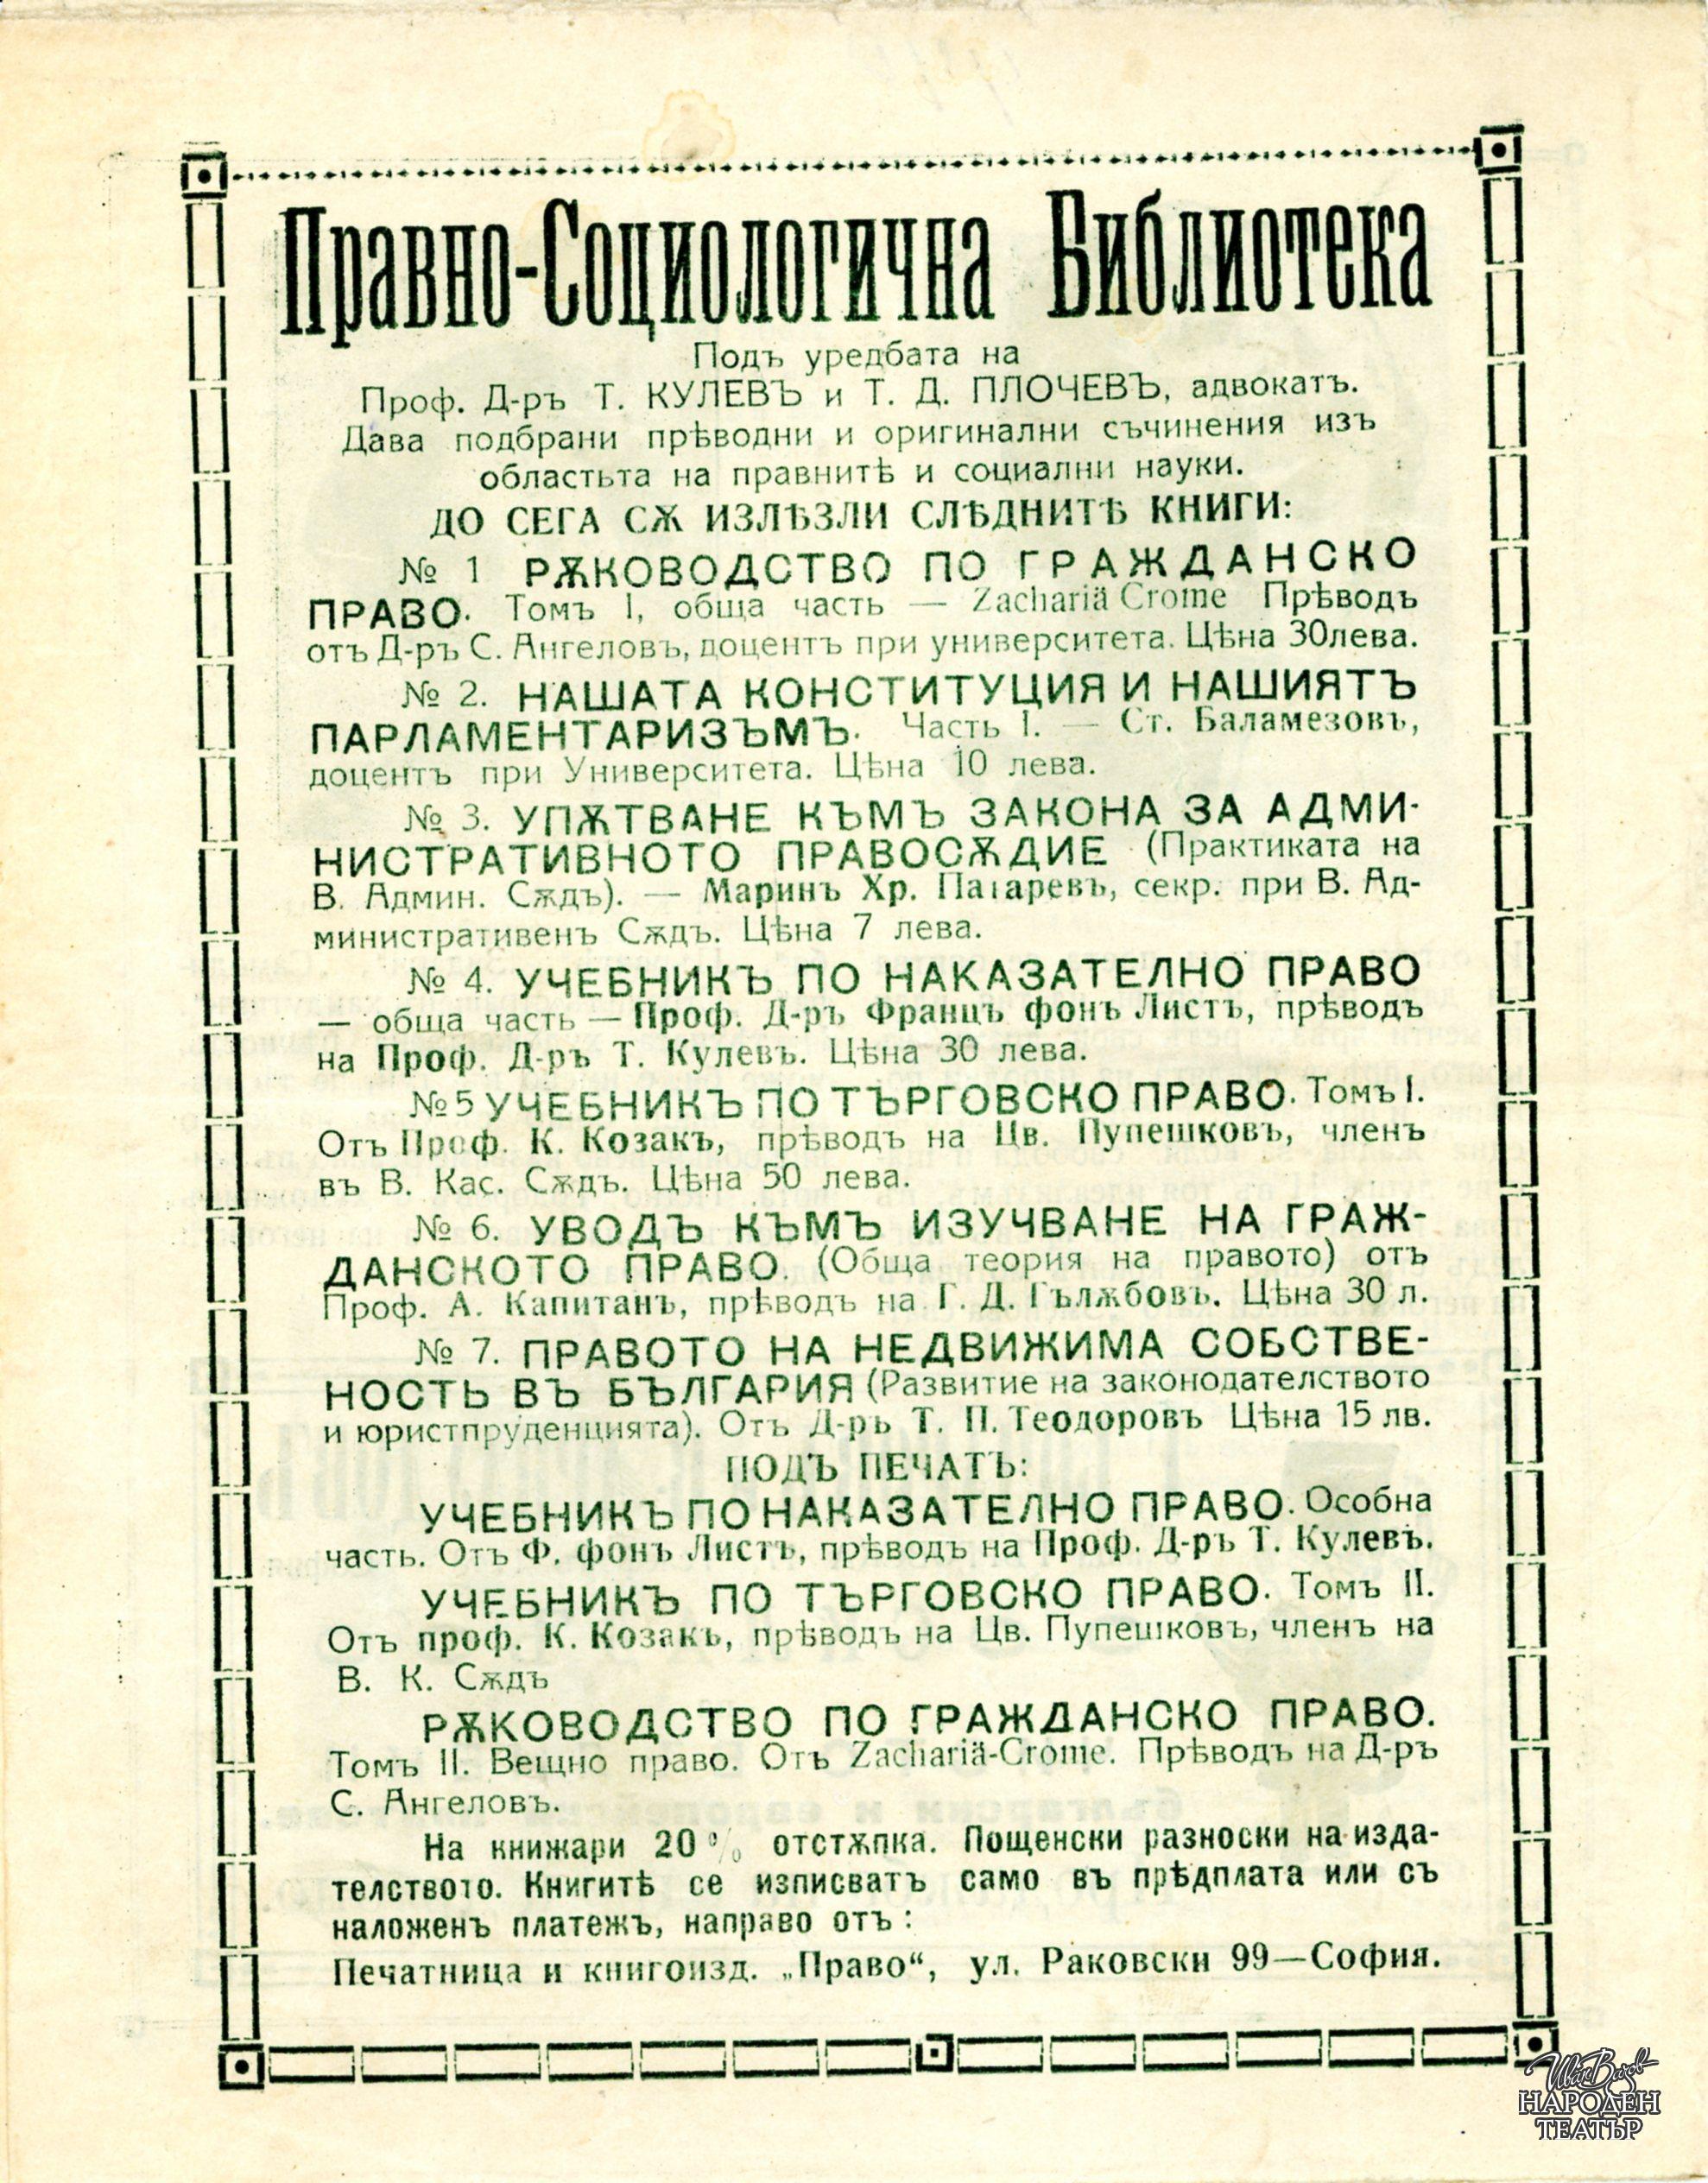 Правно-Социологична Библиотека
Подъ уредбата на
Проф. Д-ръ Т. КУЛЕВЪ и Т. Д. ПЛОЧЕВЪ, адвокатъ.
Дава подбрани прѣводни и оригинални съчинения изъ
областьта на правнитѣ и социални науки.
ДО СЕГА СѪ ИЗЛѢЗЛИ СЛѢДНИТѢ КНИГИ:
№ 1 РѪКОВОДСТВО ПО ГРАЖДАНСКО
ПРАВО. Томъ I, обща часть — Zachariä Crome Прѣводъ
отъ Д-ръ С. Ангеловъ, доцентъ при университета. Цѣна 30лева.
№ 2. НАШАТА КОНСТИТУЦИЯ И НАШИЯТЪ
ПАРЛАМЕНТАРИЗЪМЪ. Часть I. — Ст. Баламезовъ,
доцентъ при Университета. Цѣна 10 лева.
№ 3. УПѪТВАНЕ КЪМЪ ЗАКОНА ЗА АДМИ-
НИСТРАТИВНОТО ПРАВОСѪДИЕ (Практиката на
В. Админ. Сѫдъ). — Маринъ Хр. Патаревъ, секр. при В. Ад-
министративенъ Сѫдъ. Цѣна 7 лева.
№ 4. УЧЕБНИКЪ ПО НАКАЗАТЕЛНО ПРАВО
— обща часть — Проф. Д-ръ Францъ фонъ Листъ, прѣводъ
на Проф. Д-ръ Т. Кулевъ. Цѣна 30 лева.
№5 УЧЕБНИКЪ ПО ТЪРГОВСКО ПРАВО. Томъ I.
Отъ Проф. К. Козакъ, прѣводъ на Цв. Пупешковъ, членъ
въ В. Кас. Сѫдъ. Цѣна 50 лева.
№ 6. УВОДЪ КЪМЪ ИЗУЧВАНЕ НА ГРАЖ-
ДАНСКОТО ПРАВО. (Обща теория на правото) отъ
Проф. А. Капитанъ, прѣводъ на Г. Д. Гълѫбовъ. Цѣна 30 л.
№ 7. ПРАВОТО НА НЕДВИЖИМА СОБСТВЕ-
НОСТЬ ВЪ БЪЛГАРИЯ (Развитие на законодателството
и юристпруденцията). Отъ Д-ръ Т. П. Теодоровъ Цѣна 15 лв.
ПОДЪ ПЕЧАТЪ:
УЧЕБНИКЪ ПО НАКАЗАТЕЛНО ПРАВО. Особна
часть. Отъ Ф. фонъ Листъ, прѣводъ на Проф. Д-ръ Т. Кулевъ.
УЧЕБНИКЪ ПО ТЪРГОВСКО ПРАВО. Томъ II.
Отъ проф. К. Козакъ, прѣводъ на Цв. Пупешковъ, членъ на
В. К. Сѫдъ
РѪКОВОДСТВО ПО ГРАЖДАНСКО ПРАВО.
Томъ II. Вещно право. Отъ Zachariä-Crome. Прѣводъ на Д-ръ
С. Ангеловъ.
На книжари 20% отстѫпка. Пощенски разноски на изда-
телството. Книгитѣ се изписватъ само въ прѣдплата или съ
наложенъ платежъ, направо отъ:
Печатница и книгоизд. „Право“, ул. Раковски 99—София.
Иван Вазов
НАРОДЕН
ТЕАТЪР